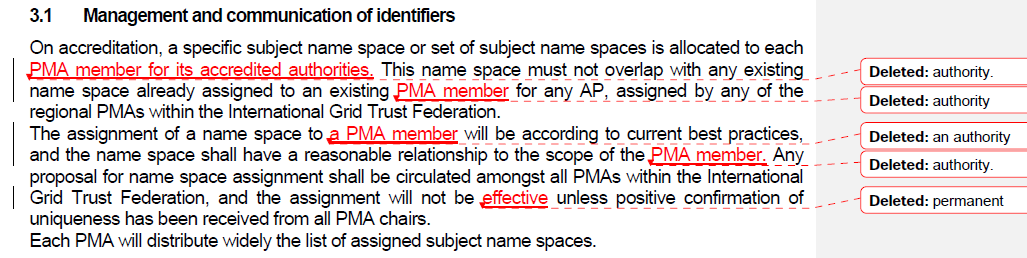 3.1 Management and communication of identifiers
On accreditation, a specific subject name space or set of subject name spaces is allocated to each
PMA member for its accredited authorities. This name space must not overlap with any existing
Deleted: authority.
name space already assigned to an existing PMA member for any AP, assigned by any of the
Deleted: authority
regional PMAs within the International Grid Trust Federation.
The assignment of a name space to a PMA member will be according to current best practices,
Deleted: an authority
and the name space shall have a reasonable relationship to the scope of the PMA member. Any
Deleted: authority.
proposal for name space assignment shall be circulated amongst all PMAs within the International
Grid Trust Federation, and the assignment will not be effective unless positive confirmation of
Deleted: permanent
uniqueness has been received from all PMA chairs.
Each PMA will distribute widely the list of assigned subject name spaces.